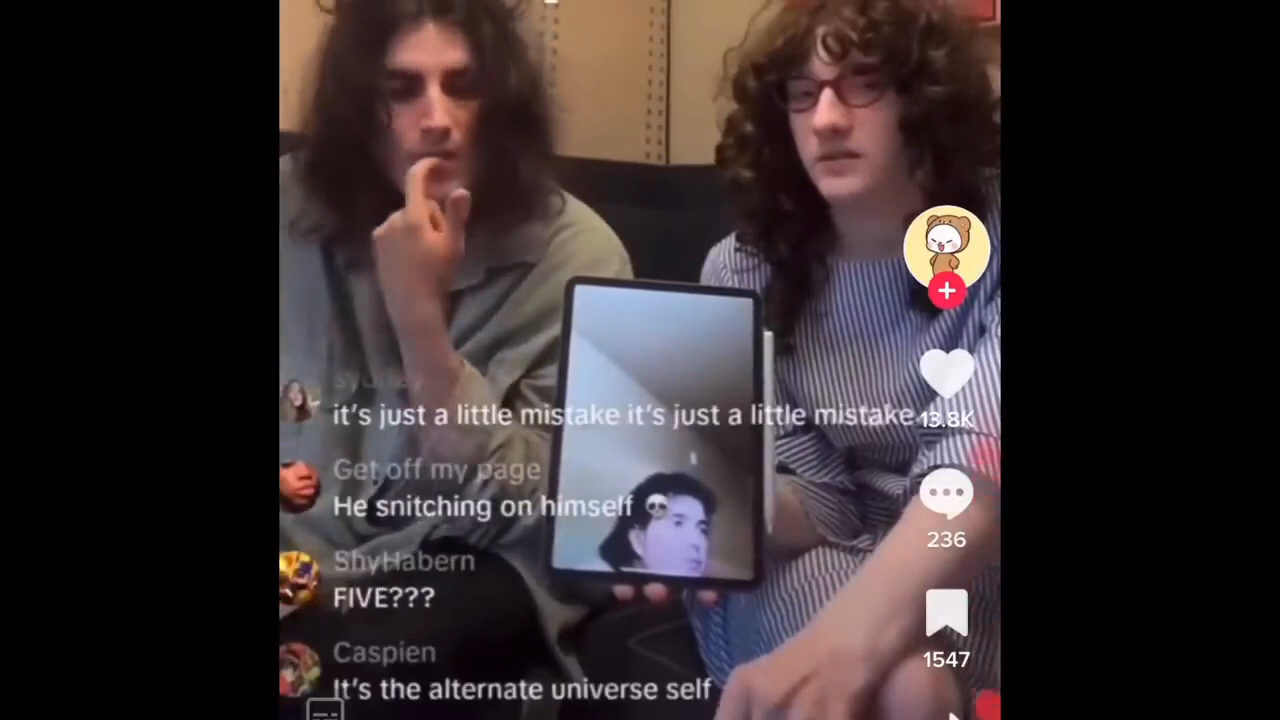 Sydney
it's just a little mistake it's just a little mistake
13.8K
Get off my page
He snitching on himself 💀
236
ShyHabern
FIVE???
Caspien
1547
It's the alternate universe self